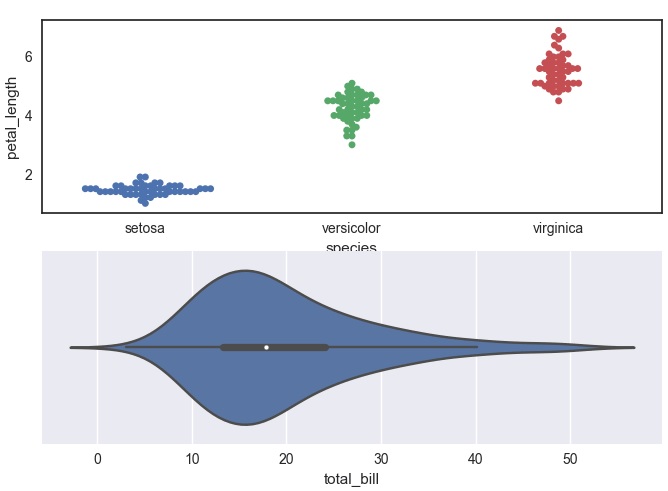 petal_length
6
4
2
setosa versicolor virginica
species
0 10 20 30 40 50
total_bill